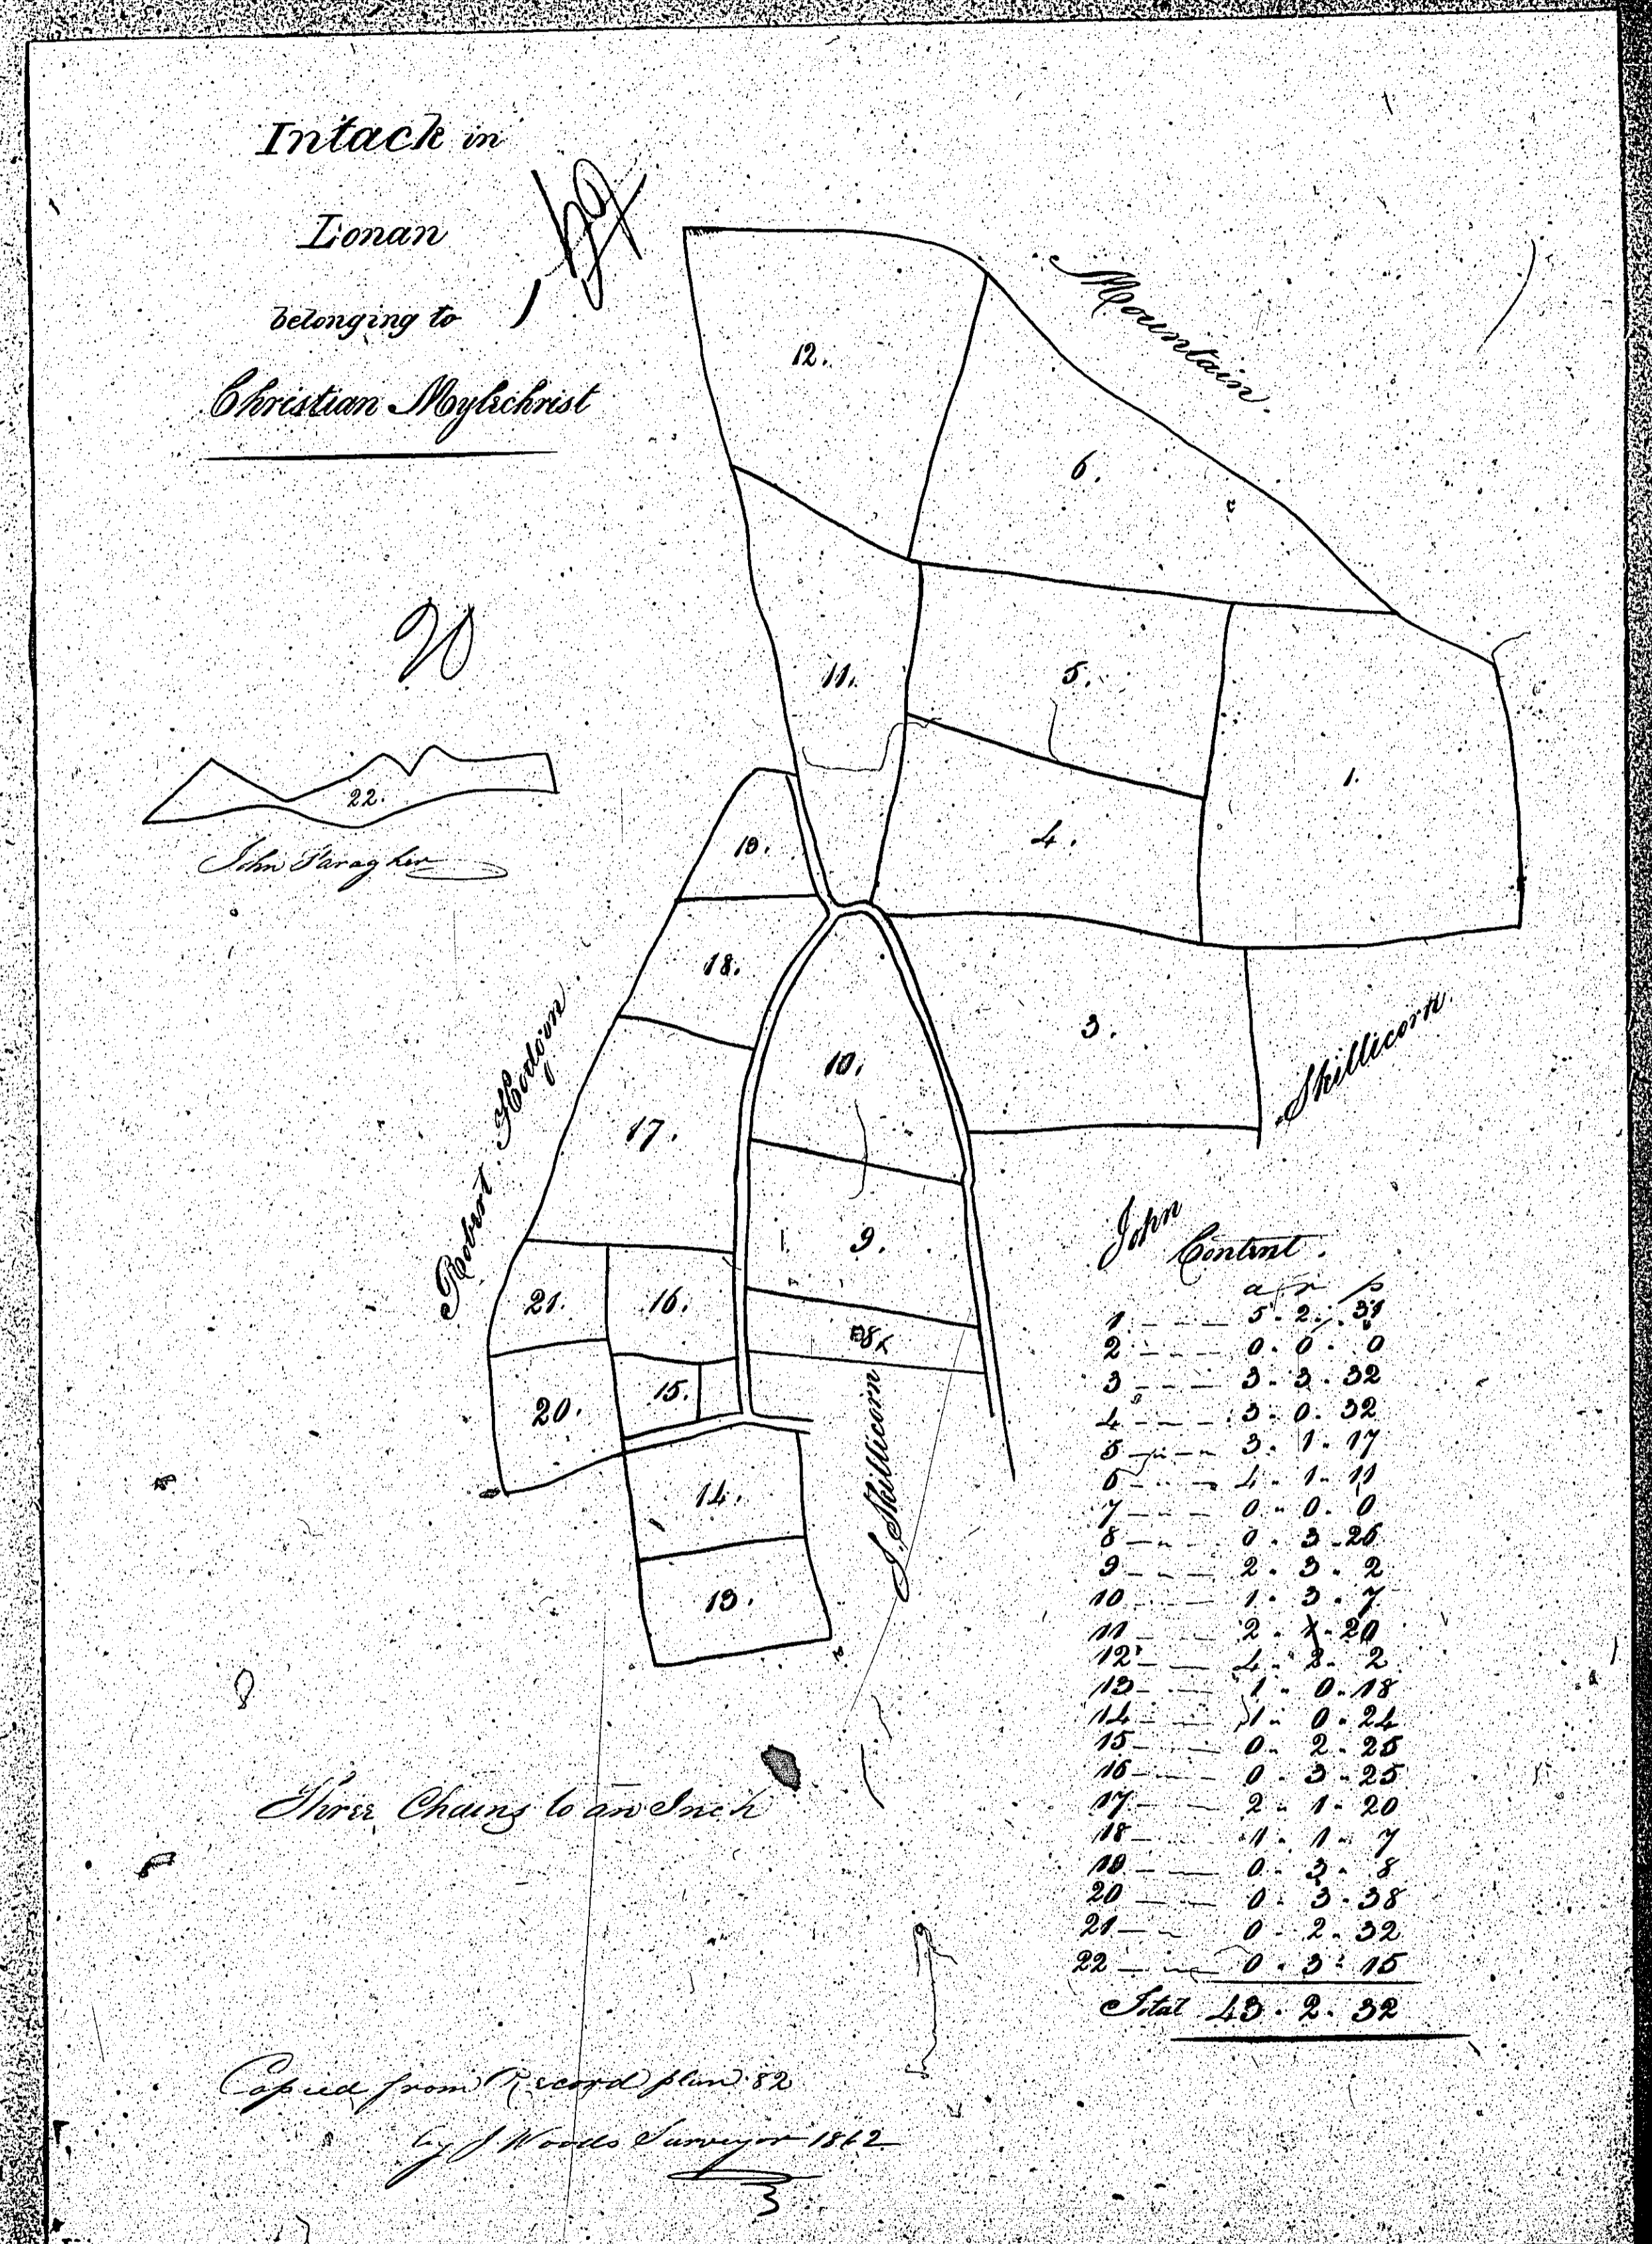 Intack in
Lonan
belonging to
Christian Mylechrist
Mountain
12.
6.
11.
5.
1.
22.
John Faragher
19.
4.
18.
3.
10.
17.
Robert Hodgson
John Skillicorn
9.
21.
16.
8
15.
20.
J. Skillicorn
14.
13.
Content.
a r p
1 5. 2. 31
2 0. 0. 0
3 3. 3. 32
4 3. 0. 32
5 3. 1. 17
6 4. 1. 11
7 0. 0. 0
8 0. 3. 26
9 2. 3. 2
10 1. 3. 7
11 2. 20
12 4. 2
13 1. 0. 18
14 1. 0. 24
15 0. 2. 25
16 0. 3. 25
17 2. 1. 20
18 1. 1. 7
19 0. 3. 8
20 0. 3. 38
21 0. 2. 32
22 0. 3. 15
Total 43. 2. 32
Three Chains to an Inch
Copied from Record plan 82
by J Woods Surveyor 1862